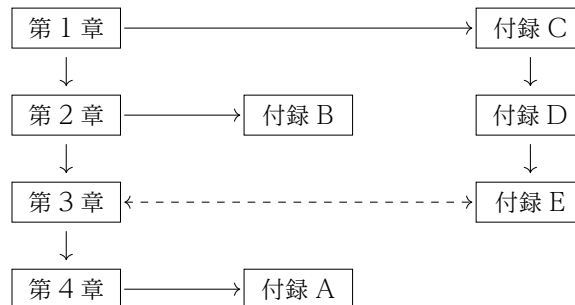 第 1 章 付録 C
第 2 章 付録 B 付録 D
第 3 章 付録 E
第 4 章 付録 A